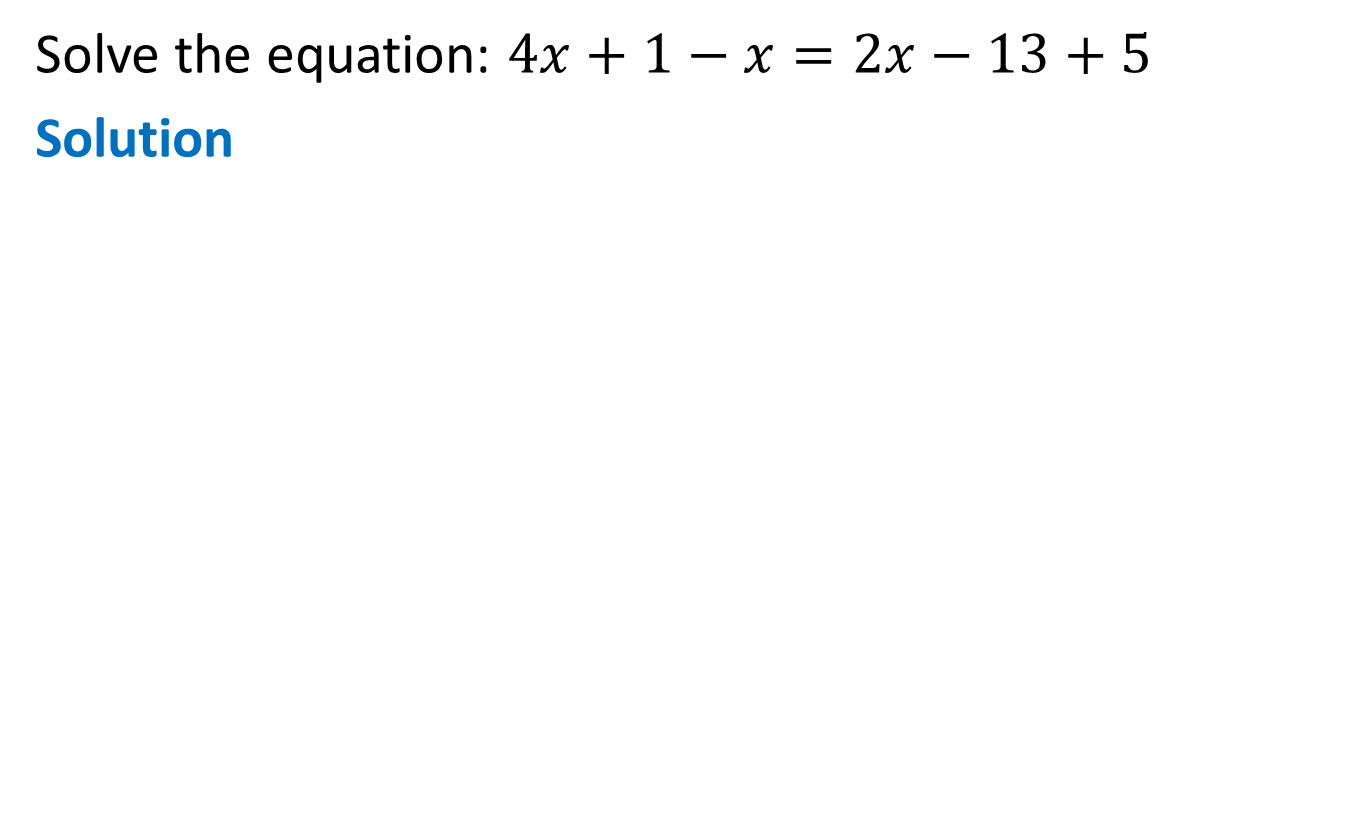 Solve the equation: 4𝑥 + 1 − 𝑥 = 2𝑥 − 13 + 5
Solution